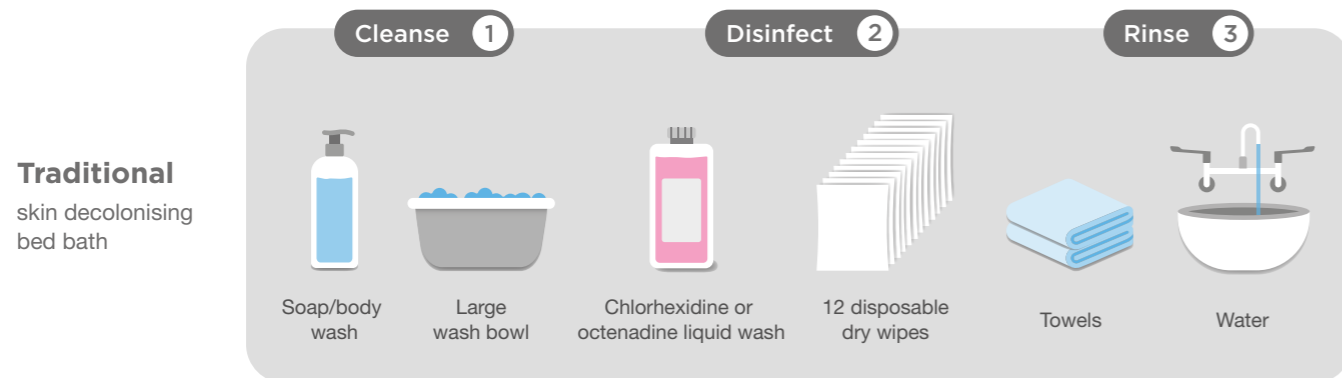 Cleanse 1
Disinfect 2
Rinse 3
Traditional
skin decolonising
bed bath
Soap/body
wash
Large
wash bowl
Chlorhexidine or
octenadine liquid wash
12 disposable
dry wipes
Towels
Water